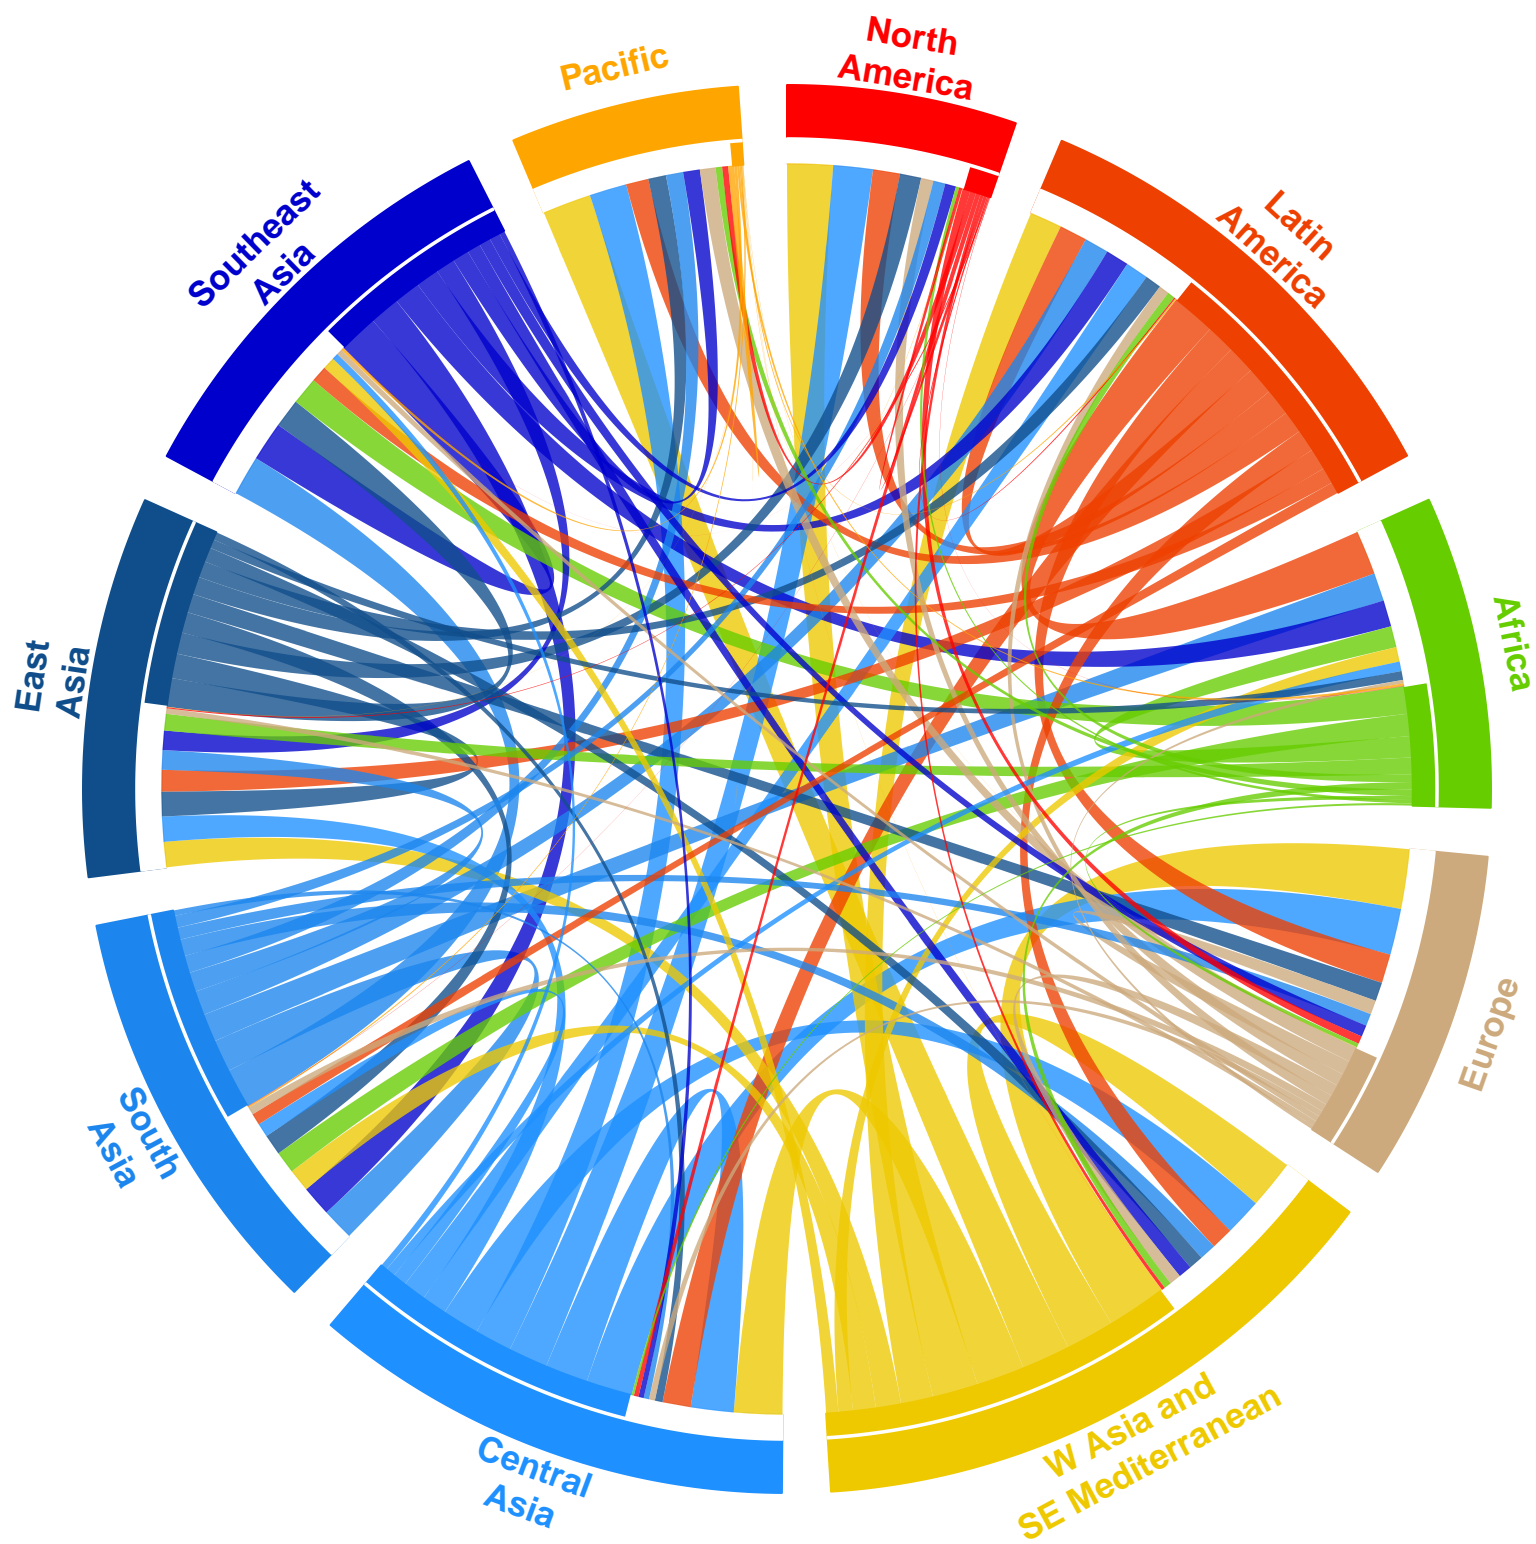 North
America
Latin
America
Africa
Europe
W Asia and
SE Mediterranean
Central
Asia
South
Asia
East
Asia
Southeast
Asia
Pacific